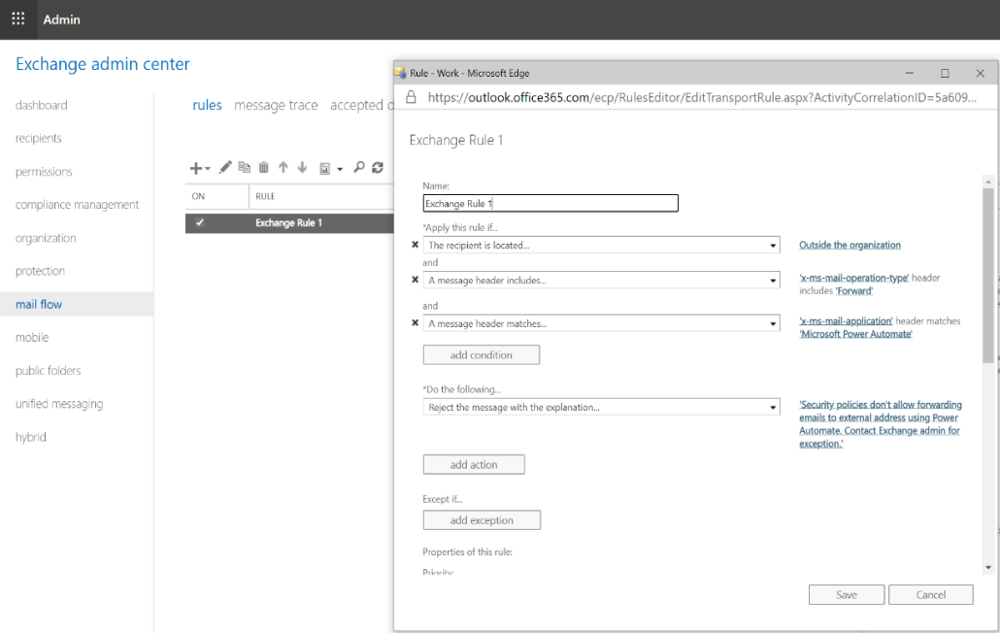 Admin
Exchange admin center
dashboard
recipients
permissions
compliance management
organization
protection
mail flow
mobile
public folders
unified messaging
hybrid
rules message trace accepted d
ON RULE
Exchange Rule 1
Rule - Work - Microsoft Edge
https://outlook.office365.com/ecp/RulesEditor/EditTransportRule.aspx?ActivityCorrelationID=5a609...
Exchange Rule 1
Name:
Exchange Rule 1
*Apply this rule if...
The recipient is located...
Outside the organization
and
A message header includes...
'x-ms-mail-operation-type' header
includes 'Forward'
and
A message header matches...
'x-ms-mail-application' header matches
'Microsoft Power Automate'
add condition
*Do the following...
Reject the message with the explanation...
'Security policies don't allow forwarding
emails to external address using Power
Automate. Contact Exchange admin for
exception.'
add action
Except if...
add exception
Properties of this rule:
Priority:
Save Cancel